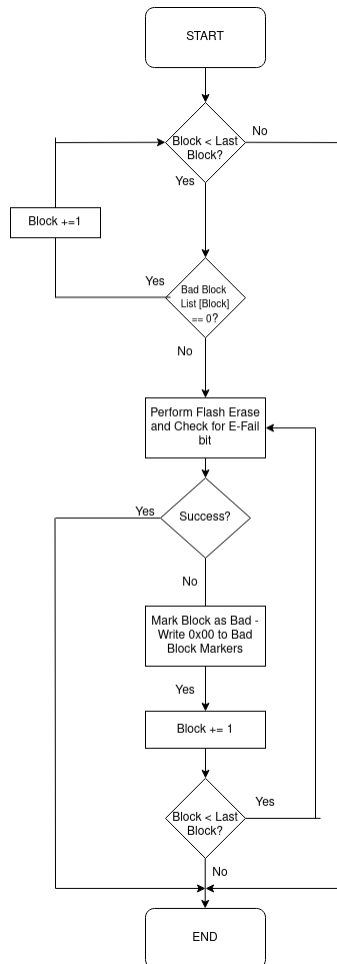 START
Block < Last
Block?
No
Yes
Block +=1
Yes
Bad Block
List [Block]
== 0?
No
Perform Flash Erase
and Check for E-Fail
bit
Yes
Success?
No
Mark Block as Bad -
Write 0x00 to Bad
Block Markers
Yes
Block += 1
Block < Last
Block?
Yes
No
END